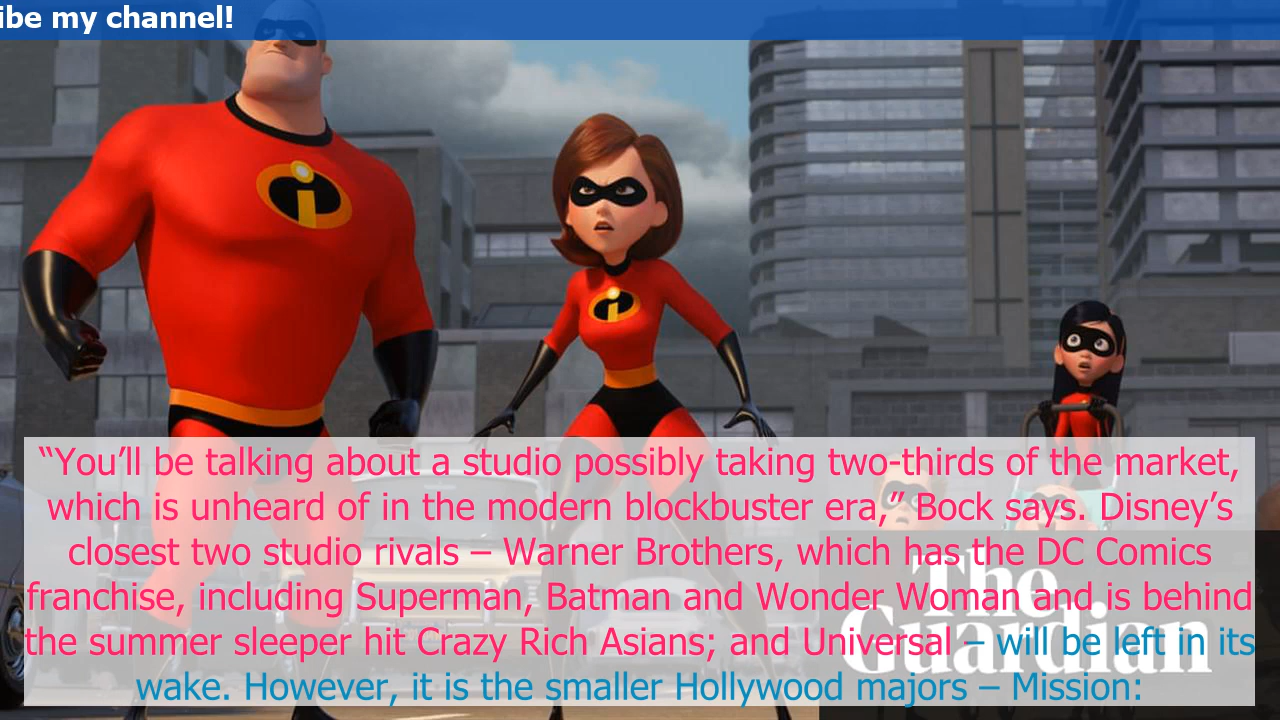 ibe my channel!
“You’ll be talking about a studio possibly taking two-thirds of the market,
which is unheard of in the modern blockbuster era,” Bock says. Disney’s
closest two studio rivals – Warner Brothers, which has the DC Comics
franchise, including Superman, Batman and Wonder Woman and is behind
the summer sleeper hit Crazy Rich Asians; and Universal – will be left in its
wake. However, it is the smaller Hollywood majors – Mission:
The
Guardian